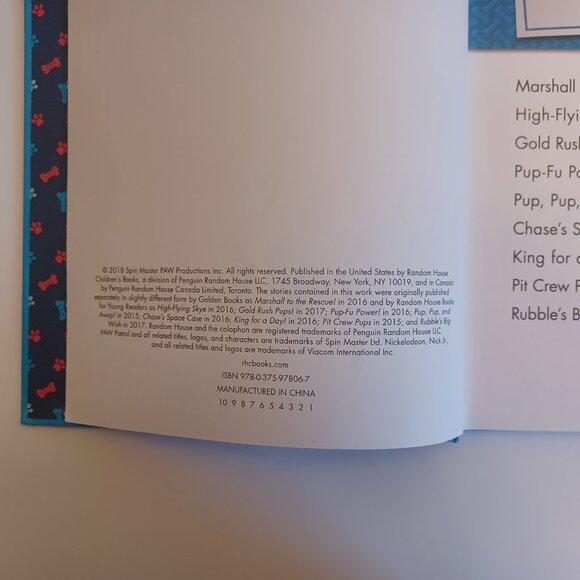 © 2018 Spin Master PAW Productions Inc. All rights reserved. Published in the United States by Random House
Children's Books, a division of Penguin Random House LLC, 1745 Broadway, New York, NY 10019, and in Canada
by Penguin Random House Canada Limited, Toronto. The stories contained in this work were originally published
separately in slightly different form by Golden Books as Marshall to the Rescue! in 2016 and by Random House Books
for Young Readers as High-Flying Skye in 2016; Gold Rush Pups! in 2017; Pup-Fu Power! in 2016; Pup, Pup, and
Away! in 2015; Chase's Space Case in 2016; King for a Day! in 2016; Pit Crew Pups in 2015; and Rubble's Big
Wish in 2017. Random House and the colophon are registered trademarks of Penguin Random House LLC.
PAW Patrol and all related titles, logos, and characters are trademarks of Spin Master Ltd. Nickelodeon, Nick Jr.,
and all related titles and logos are trademarks of Viacom International Inc.
rhcbooks.com
ISBN 978-0-375-97806-7
MANUFACTURED IN CHINA
10 9 8 7 6 5 4 3 2 1
Marshall
High-Flyi
Gold Rush
Pup-Fu Po
Pup, Pup,
Chase's S
King for a
Pit Crew P
Rubble's B